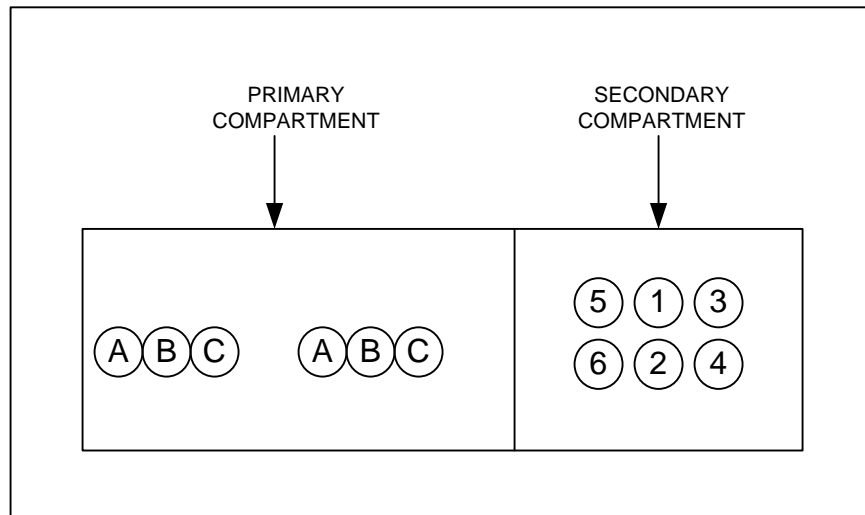 PRIMARY
COMPARTMENT
SECONDARY
COMPARTMENT
5 1 3
A B C A B C
6 2 4